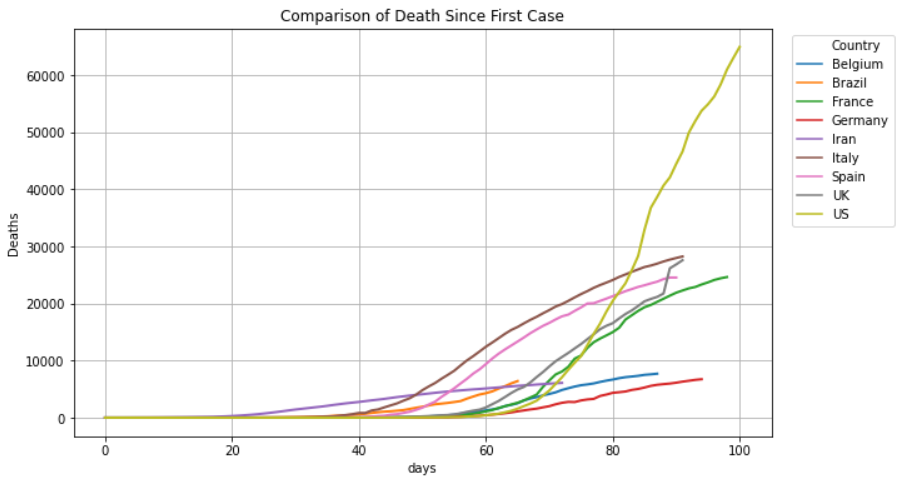 Comparison of Death Since First Case
Deaths
60000
50000
40000
30000
20000
10000
0
0 20 40 60 80 100
days
Country
Belgium
Brazil
France
Germany
Iran
Italy
Spain
UK
US